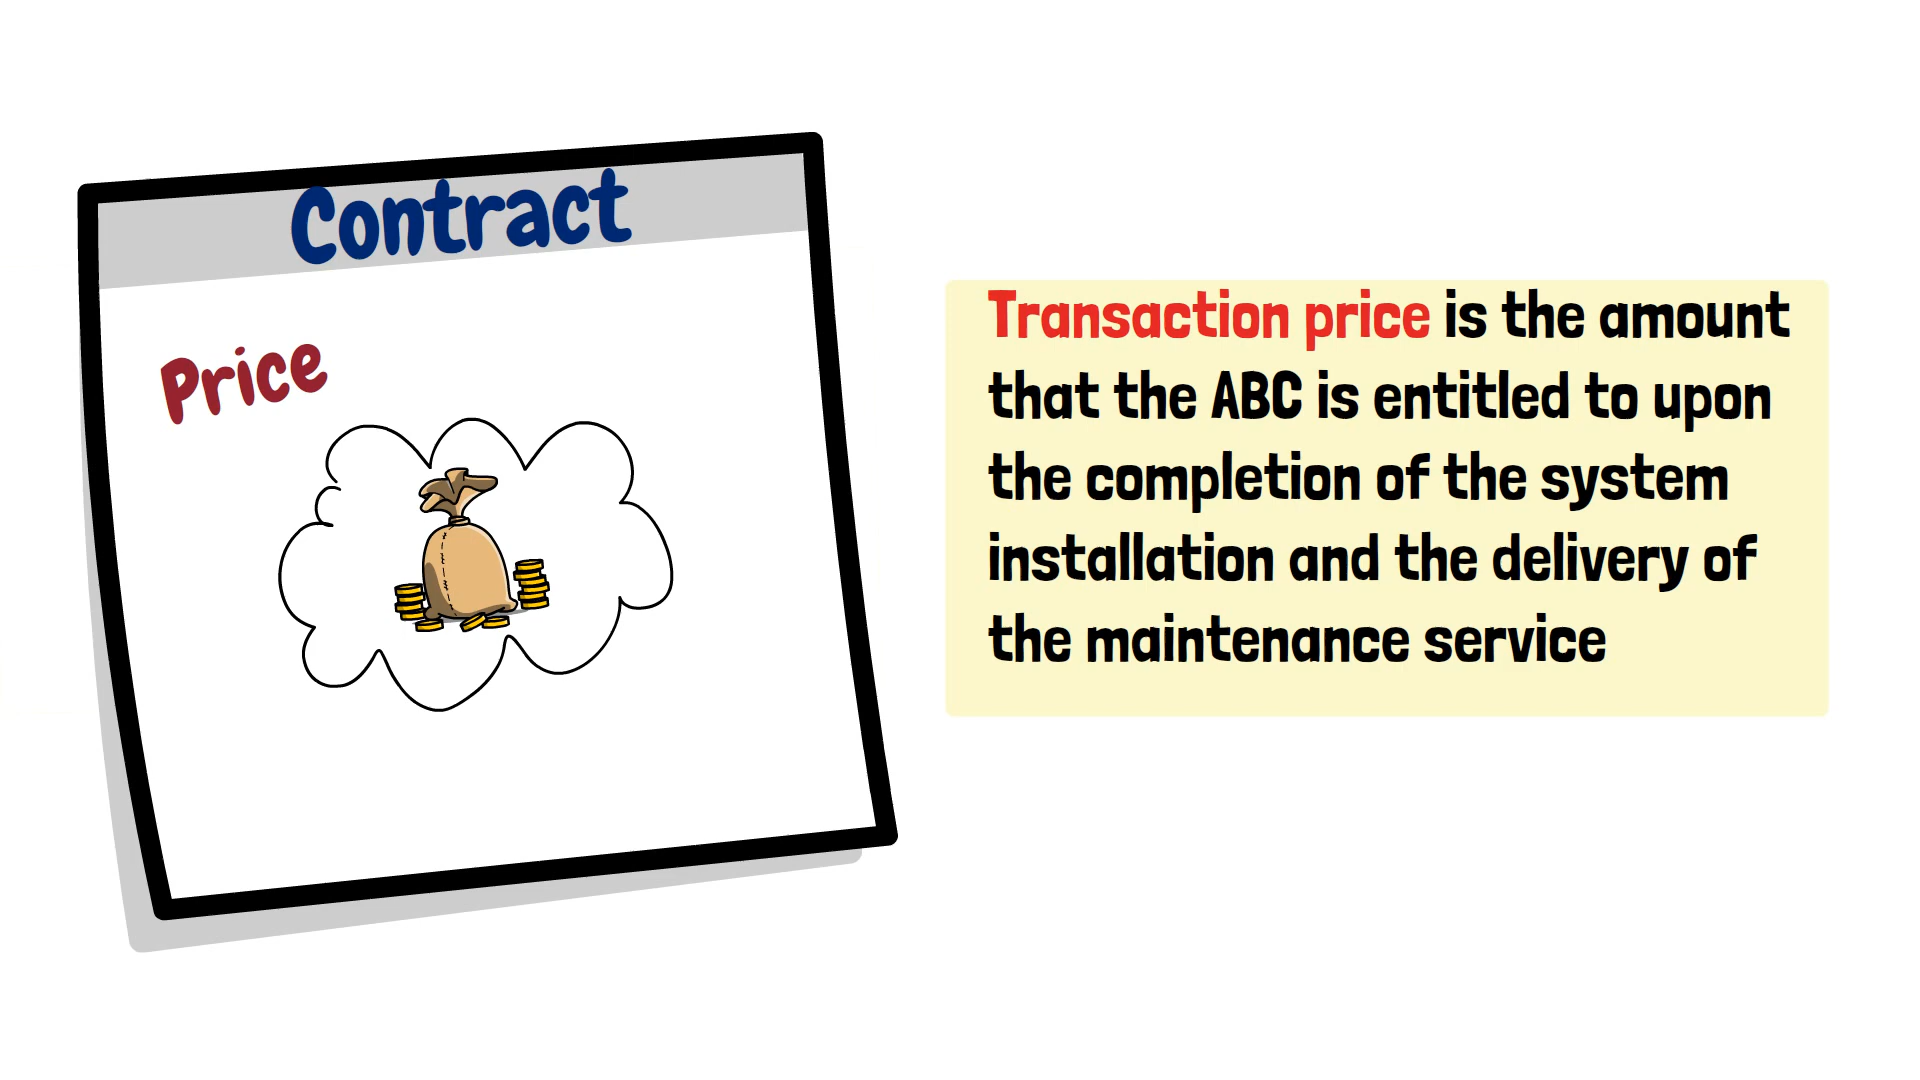 Contract
Price
Transaction price is the amount
that the ABC is entitled to upon
the completion of the system
installation and the delivery of
the maintenance service